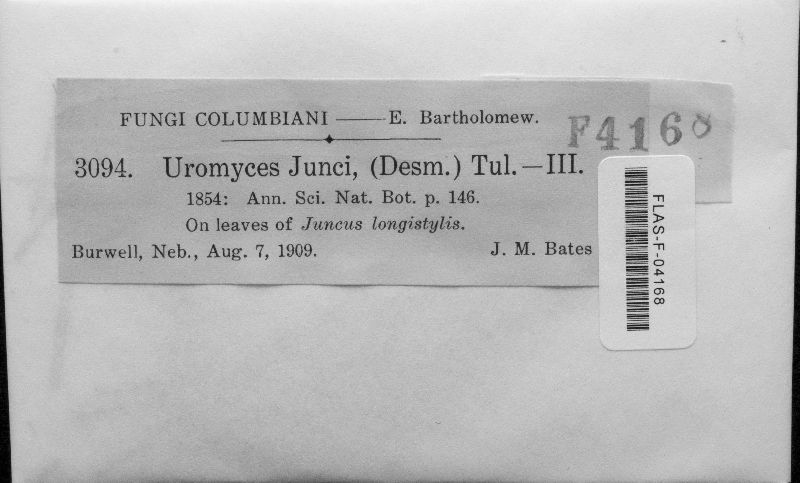 FUNGI COLUMBIANI —— E. Bartholomew.
F4168
3094. Uromyces Junci, (Desm.) Tul.—III.
1854: Ann. Sci. Nat. Bot. p. 146.
On leaves of Juncus longistylis.
Burwell, Neb., Aug. 7, 1909. J. M. Bates
FLAS-F-04168